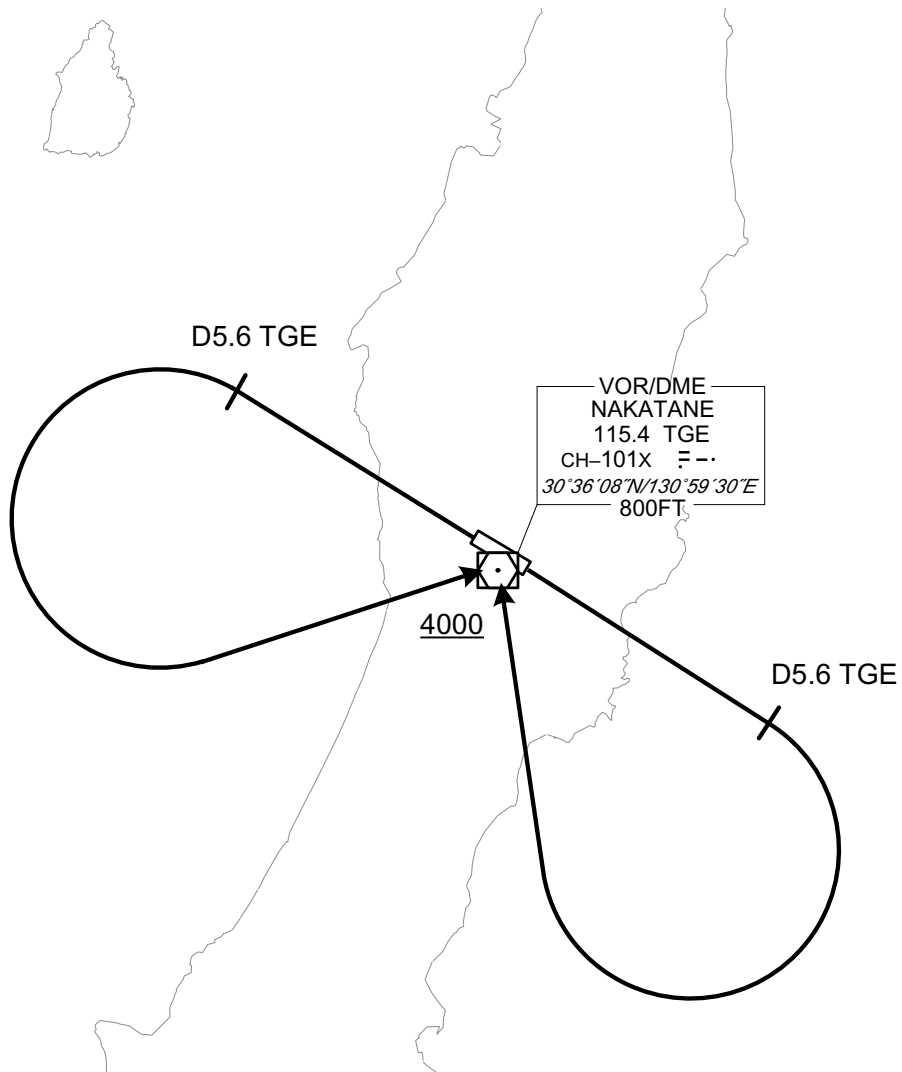 D5.6 TGE
VOR/DME
NAKATANE
115.4 TGE
CH–101X
30°36´08˝N/130°59´30˝E
800FT
4000
D5.6 TGE